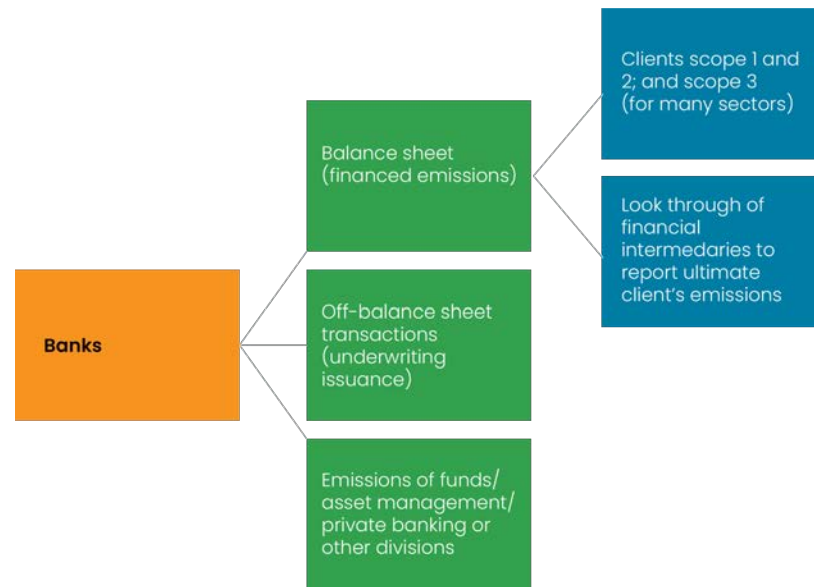 Banks
Balance sheet
(financed emissions)
Off-balance sheet
transactions
(underwriting
issuance)
Emissions of funds/
asset management/
private banking or
other divisions
Clients scope 1 and
2; and scope 3
(for many sectors)
Look through of
financial
intermedaries to
report ultimate
client's emissions